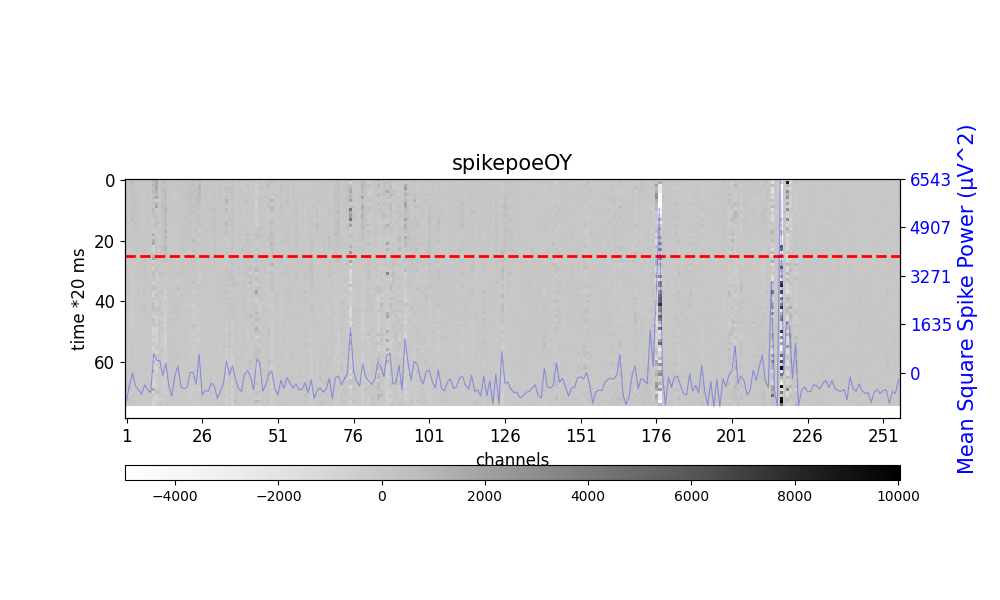 spikepoeOY
0
20
40
60
time *20 ms
6543
4907
3271
1635
0
Mean Square Spike Power (μV^2)
1 26 51 76 101 126 151 176 201 226 251
channels
−4000 −2000 0 2000 4000 6000 8000 10000